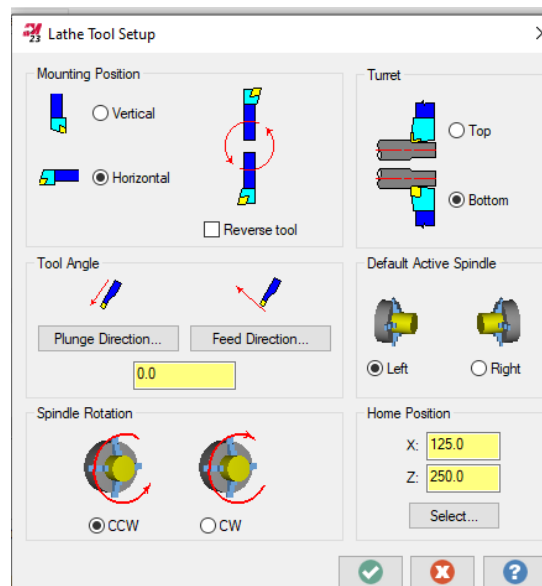 23 Lathe Tool Setup
Mounting Position
Vertical
Horizontal
Reverse tool
Turret
Top
Bottom
Tool Angle
Plunge Direction...
Feed Direction...
0.0
Default Active Spindle
Left
Right
Spindle Rotation
CCW
CW
Home Position
X: 125.0
Z: 250.0
Select...